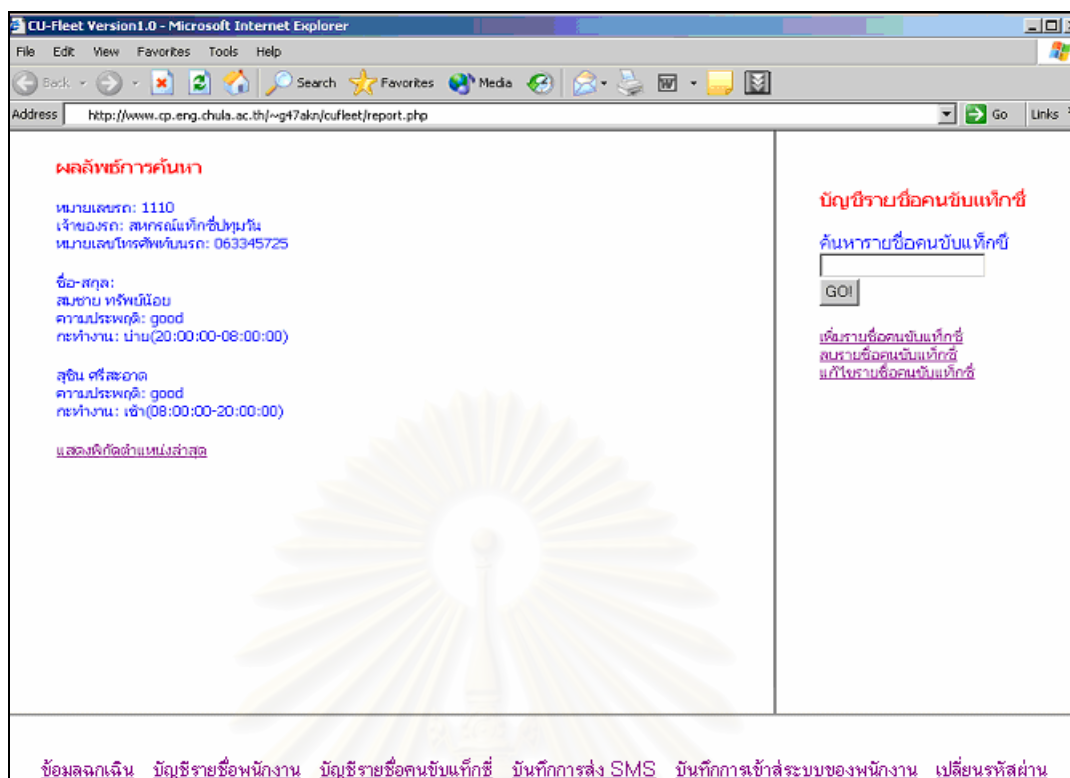 CU-Fleet Version1.0 - Microsoft Internet Explorer
File Edit View Favorites Tools Help
Back Search Favorites Media
Address http://www.cp.eng.chula.ac.th/~g47akn/cufleet/report.php Go Links
ผลลัพธ์การค้นหา
หมายเลขรถ: 1110
เจ้าของรถ: สหกรณ์แท็กซี่ปทุมวัน
หมายเลขโทรศัพท์บนรถ: 063345725
ชื่อ-สกุล:
สมชาย ทรัพย์น้อย
ความประพฤติ: good
กะทำงาน: บ่าย(20:00:00-08:00:00)
สุชิน ศรีสะอาด
ความประพฤติ: good
กะทำงาน: เช้า(08:00:00-20:00:00)
แสดงพิกัดตำแหน่งล่าสุด
บัญชีรายชื่อคนขับแท็กซี่
ค้นหารายชื่อคนขับแท็กซี่
GO!
เพิ่มรายชื่อคนขับแท็กซี่
ลบรายชื่อคนขับแท็กซี่
แก้ไขรายชื่อคนขับแท็กซี่
ข้อมูลฉุกเฉิน บัญชีรายชื่อพนักงาน บัญชีรายชื่อคนขับแท็กซี่ บันทึกการส่ง SMS บันทึกการเข้าสู่ระบบของพนักงาน เปลี่ยนรหัสผ่าน